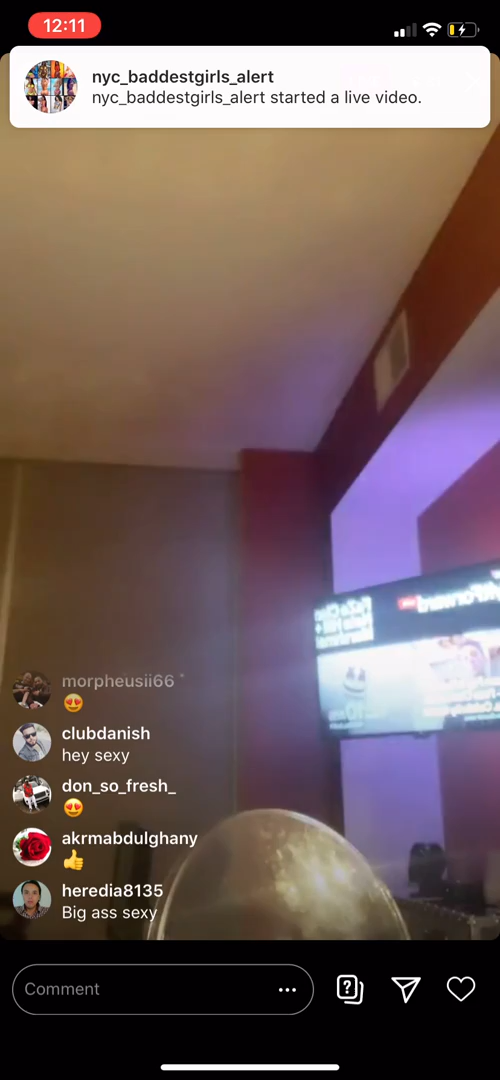 12:11
nyc_baddestgirls_alert
nyc_baddestgirls_alert started a live video.
morpheusii66
😍
clubdanish
hey sexy
don_so_fresh_
😍
akrmabdulghany
👍
heredia8135
Big ass sexy
Comment